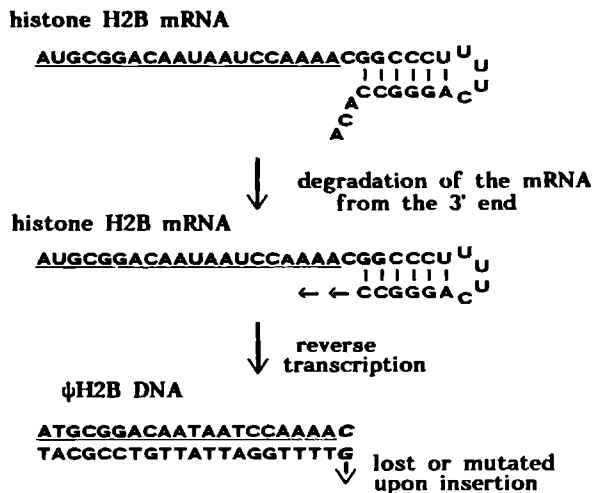 histone H2B mRNA
AUGCGGACAAUAAUCCAAAACGGCCCUUU
CCGGGACU
A
C
A
degradation of the mRNA
from the 3' end
histone H2B mRNA
AUGCGGACAAUAAUCCAAAACGGCCCUUU
← ← CCGGGACU
reverse
transcription
ψH2B DNA
ATGCGGACAATAATCCAAAAC
TACGCCTGTTATTAGGTTTTG
lost or mutated
upon insertion